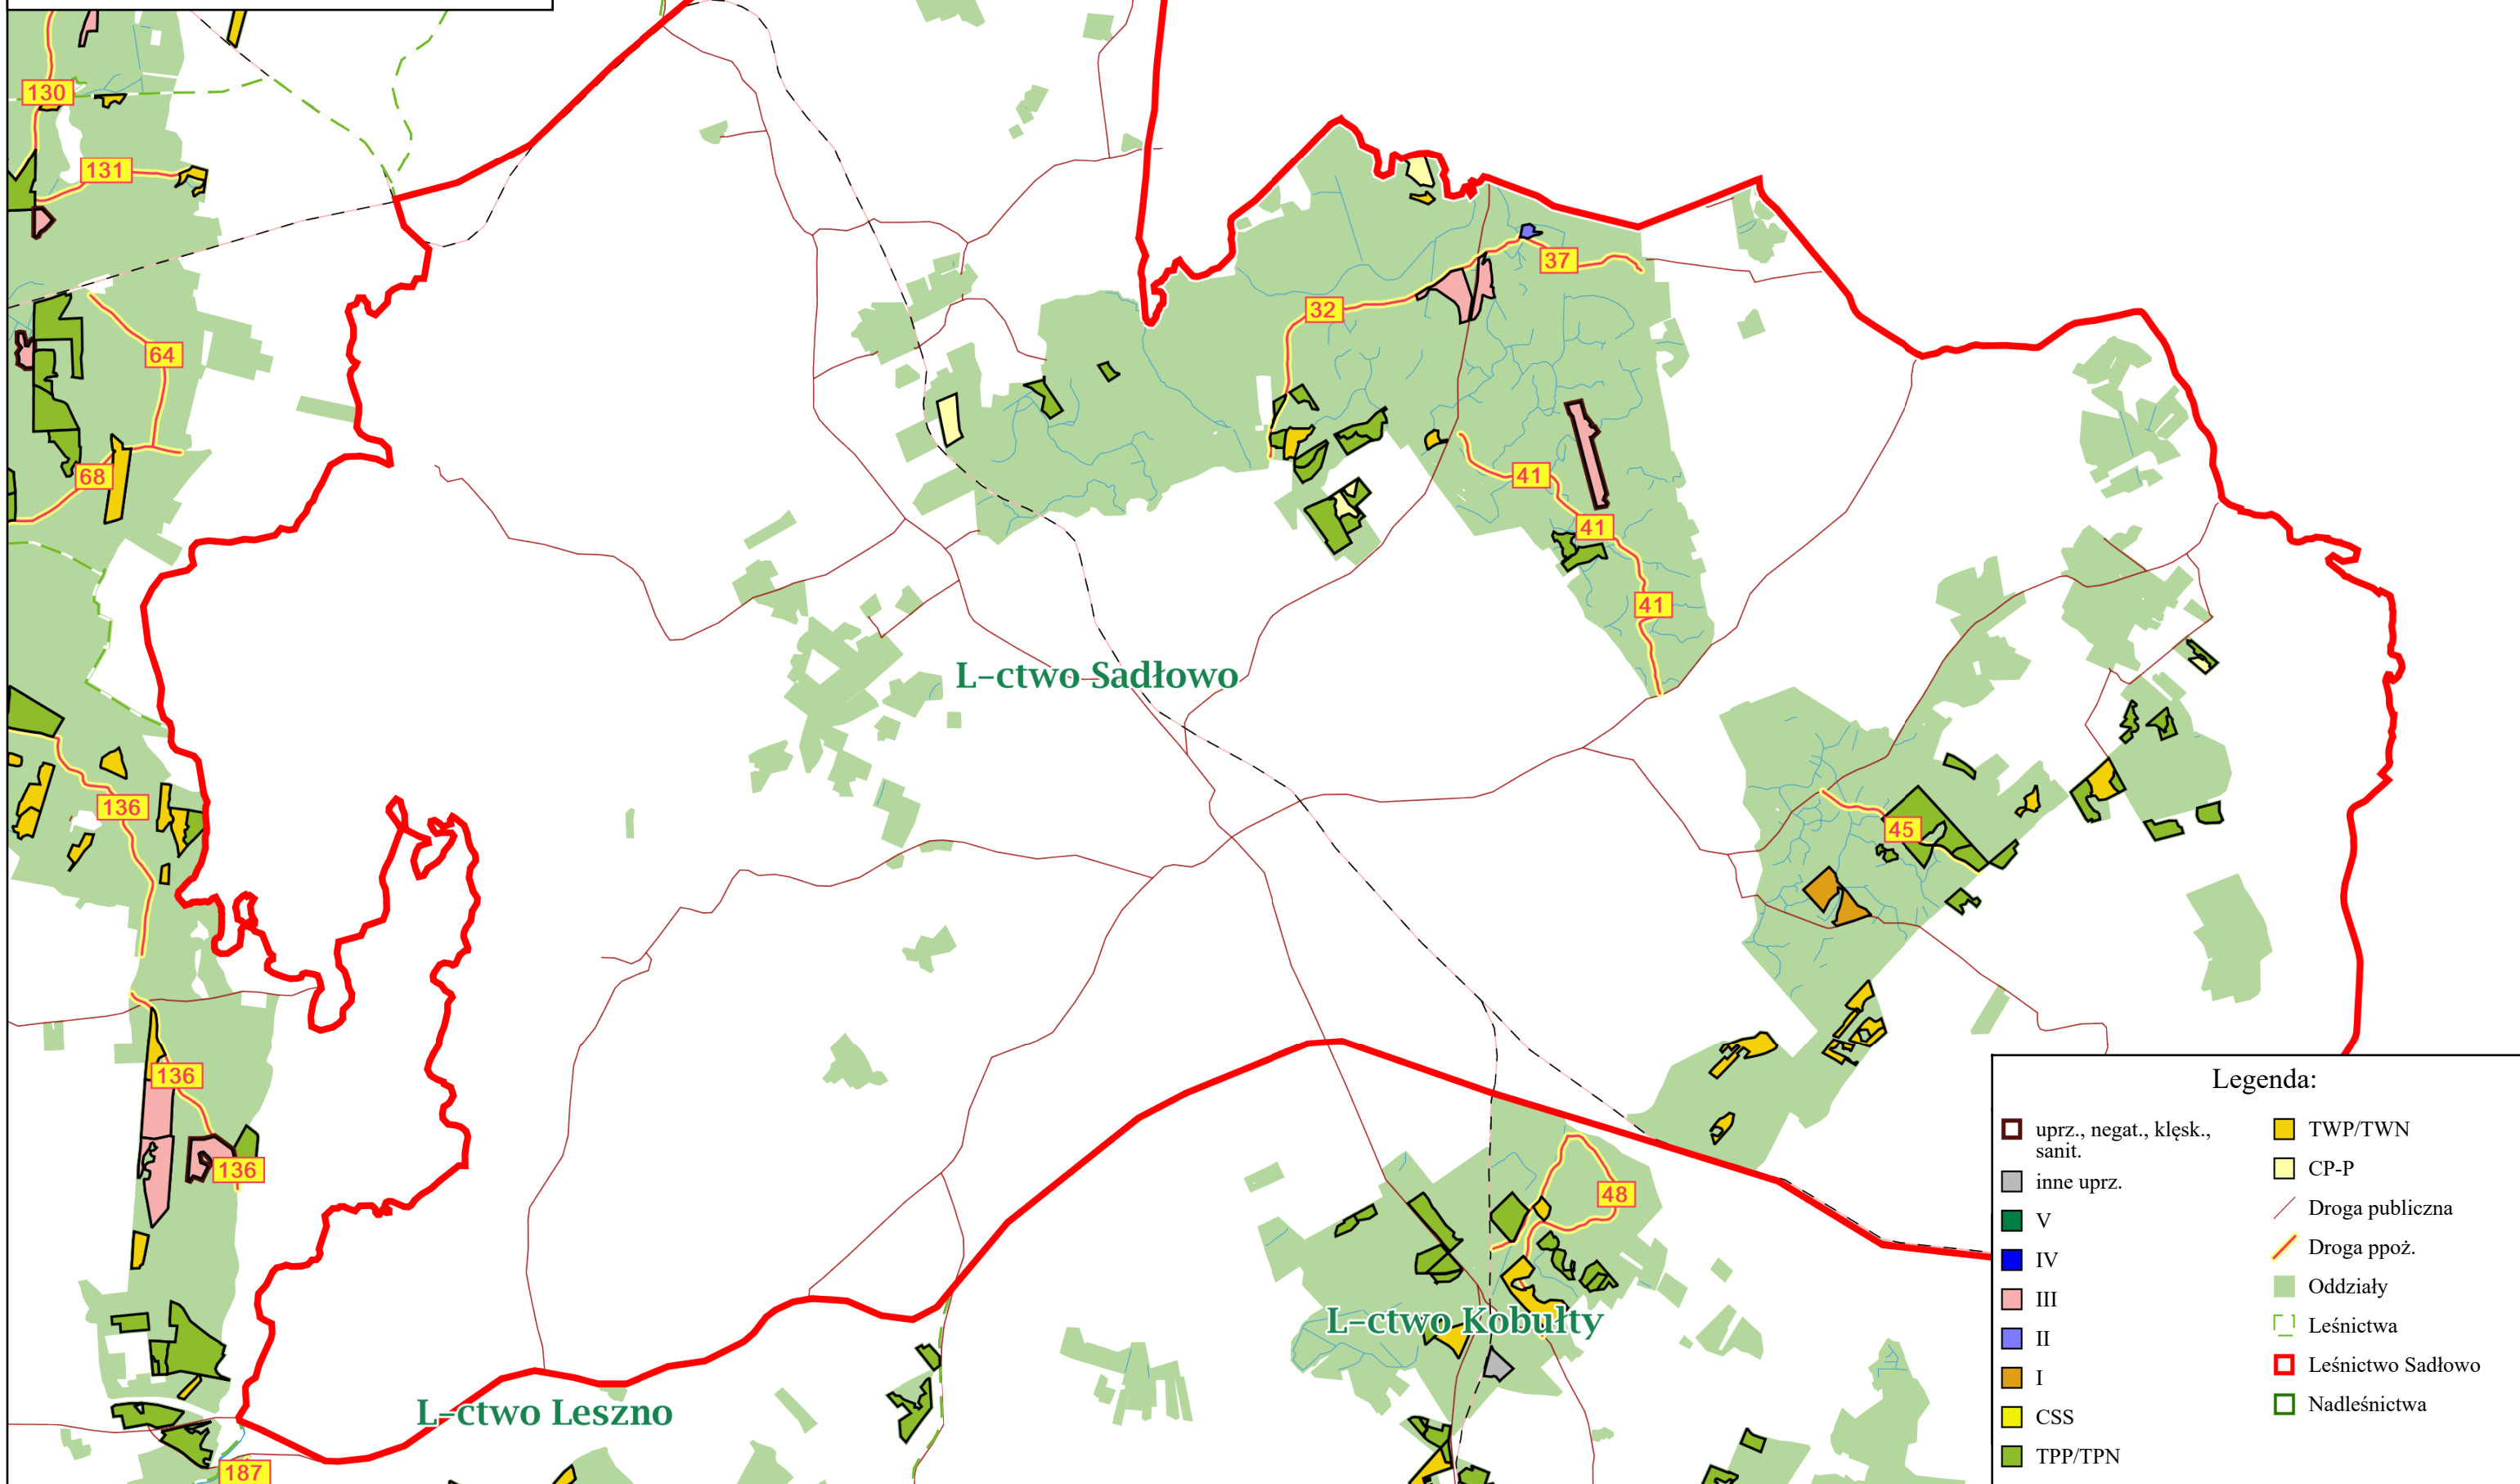 130
131
37
32
64
41
68
41
41
L-ctwo Sadłowo
136
45
136
136
48
L-ctwo Kobułty
L-ctwo Leszno
187
Legenda:
uprz., negat., klęsk.,
sanit.
inne uprz.
V
IV
III
II
I
CSS
TPP/TPN
TWP/TWN
CP-P
Droga publiczna
Droga ppoż.
Oddziały
Leśnictwa
Leśnictwo Sadłowo
Nadleśnictwa